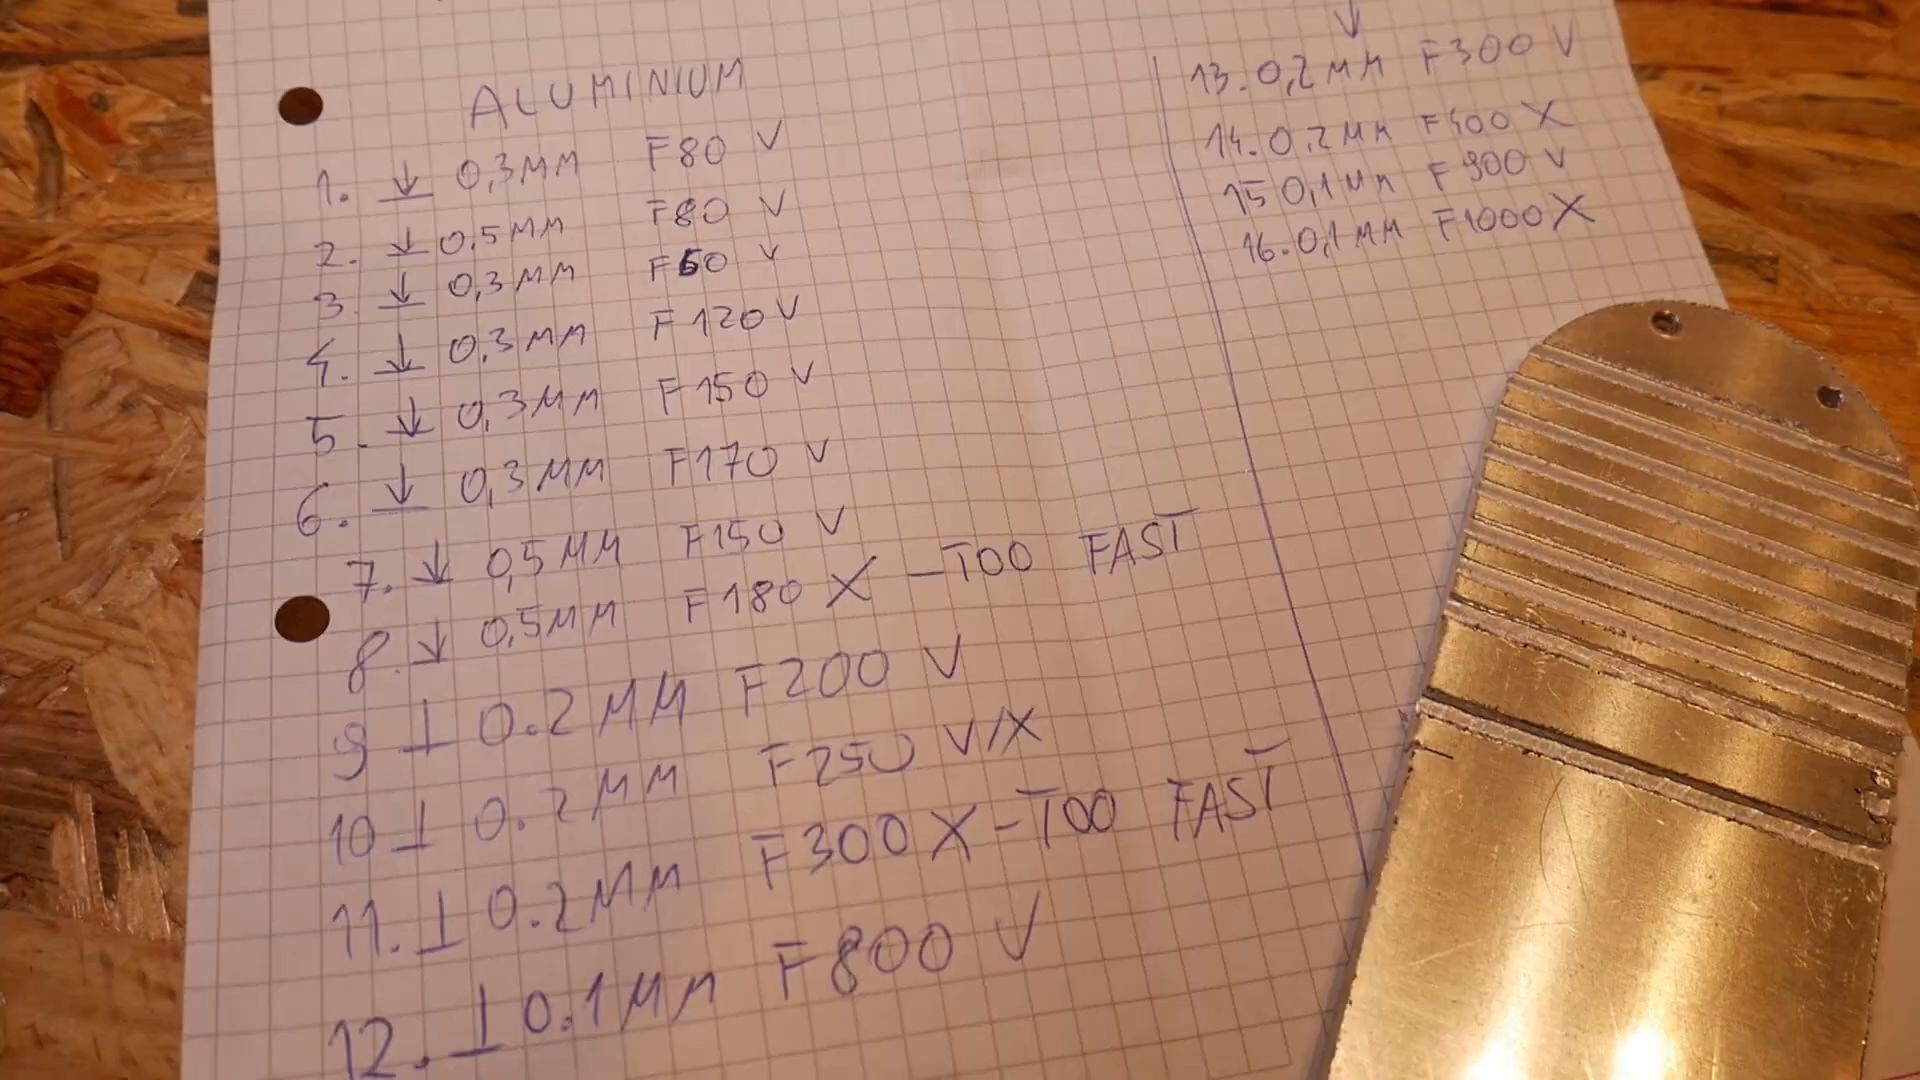 ALUMINIUM
1. ↓ 0,3MM F80 V
2. ↓ 0,5MM F80 V
3. ↓ 0,3MM F60 V
4. ↓ 0,3MM F120 V
5. ↓ 0,3MM F150 V
6. ↓ 0,3MM F170 V
7. ↓ 0,5MM F150 V
8. ↓ 0,5MM F180 X - TOO FAST
9 ⊥ 0.2MM F200 V
10 ⊥ 0.2MM F250 V/X
11. ⊥ 0.2MM F300 X - TOO FAST
12. ⊥ 0.1MM F800 V
↓
13. 0,2MM F300 V
14. 0.2MM F400 X
15 0,1MM F900 V
16. 0,1MM F1000 X